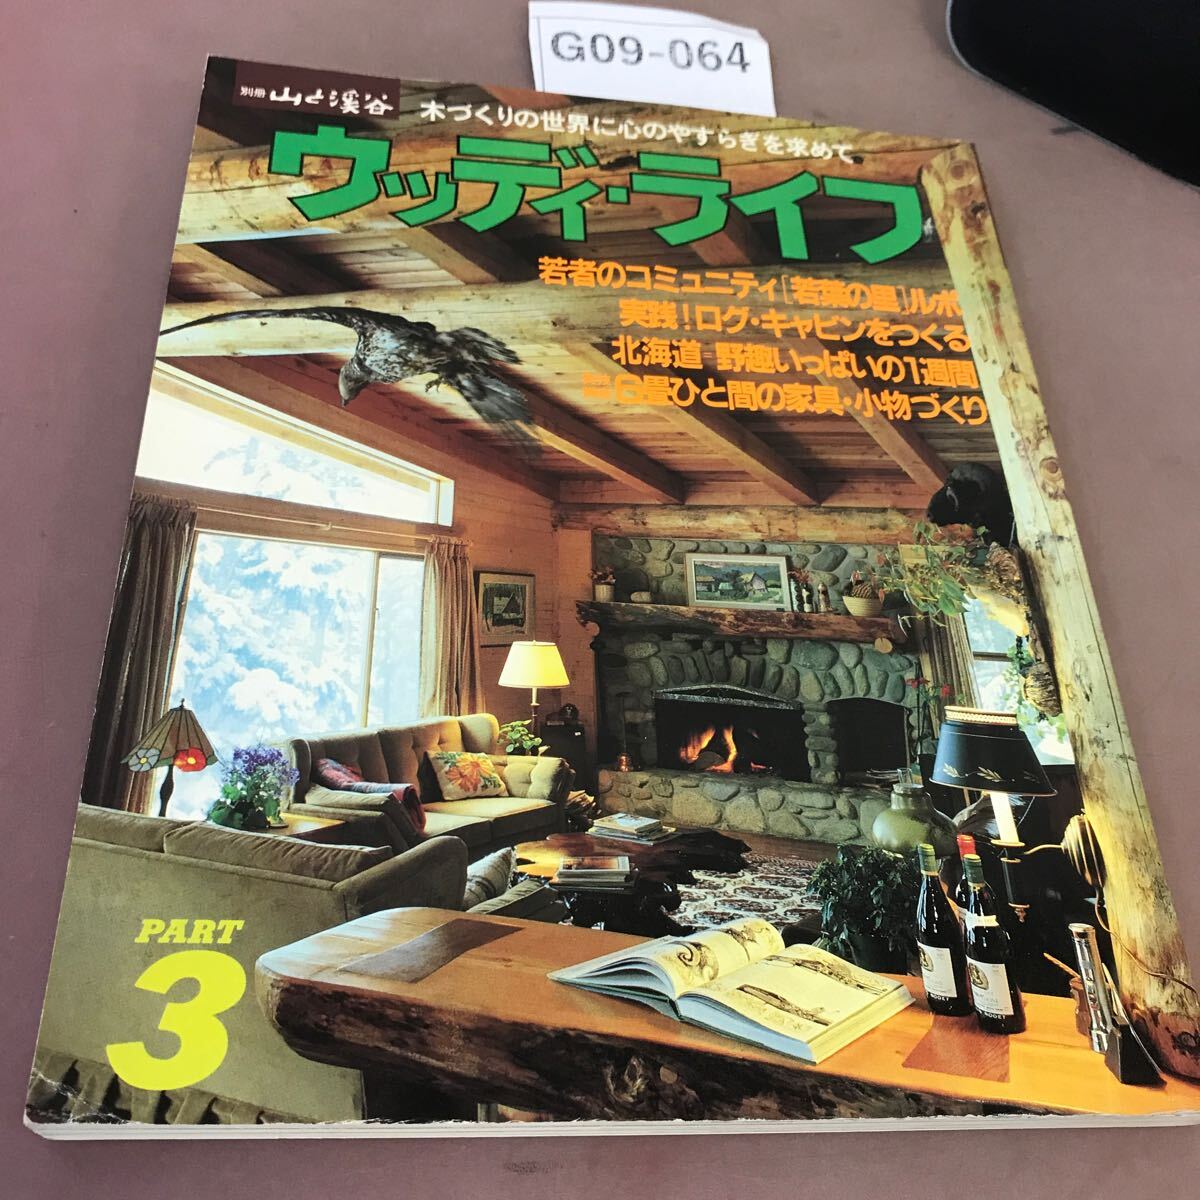 G09-064
別冊 山と渓谷
木づくりの世界に心のやすらぎを求めて
ウッディ・ライフ
若者のコミュニティ[若葉の里]ルポ
実践!ログ・キャビンをつくる
北海道 野趣いっぱいの1週間
6畳ひと間の家具・小物づくり
PART
3